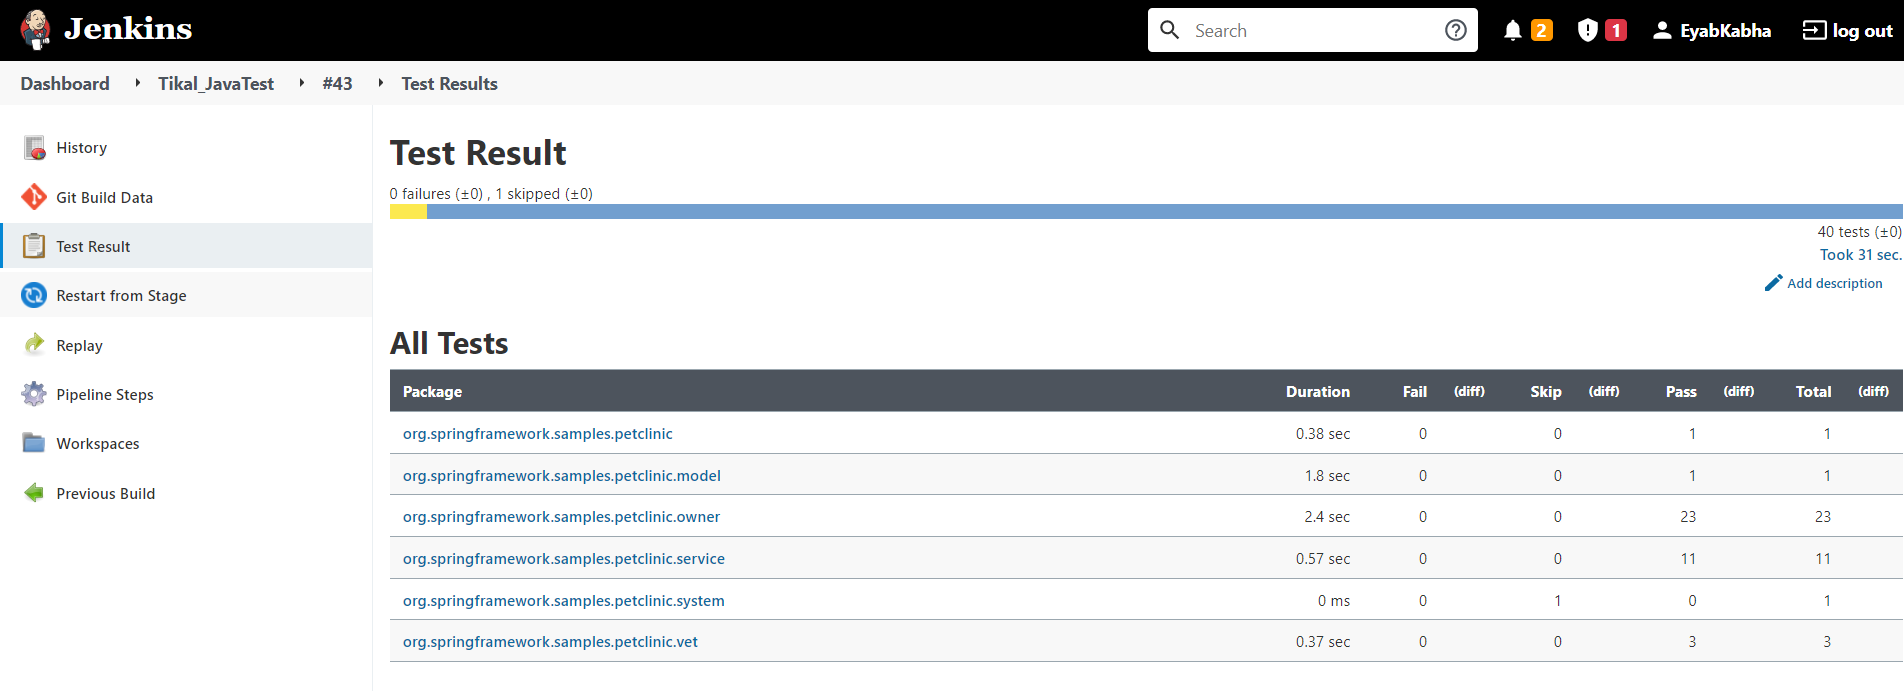 Jenkins
Search
2
1
EyabKabha
log out
Dashboard
Tikal_JavaTest
#43
Test Results
History
Git Build Data
Test Result
Restart from Stage
Replay
Pipeline Steps
Workspaces
Previous Build
Test Result
0 failures (±0) , 1 skipped (±0)
40 tests (±0)
Took 31 sec.
Add description
All Tests
Package Duration Fail (diff) Skip (diff) Pass (diff) Total (diff)
org.springframework.samples.petclinic 0.38 sec 0 0 1 1
org.springframework.samples.petclinic.model 1.8 sec 0 0 1 1
org.springframework.samples.petclinic.owner 2.4 sec 0 0 23 23
org.springframework.samples.petclinic.service 0.57 sec 0 0 11 11
org.springframework.samples.petclinic.system 0 ms 0 1 0 1
org.springframework.samples.petclinic.vet 0.37 sec 0 0 3 3